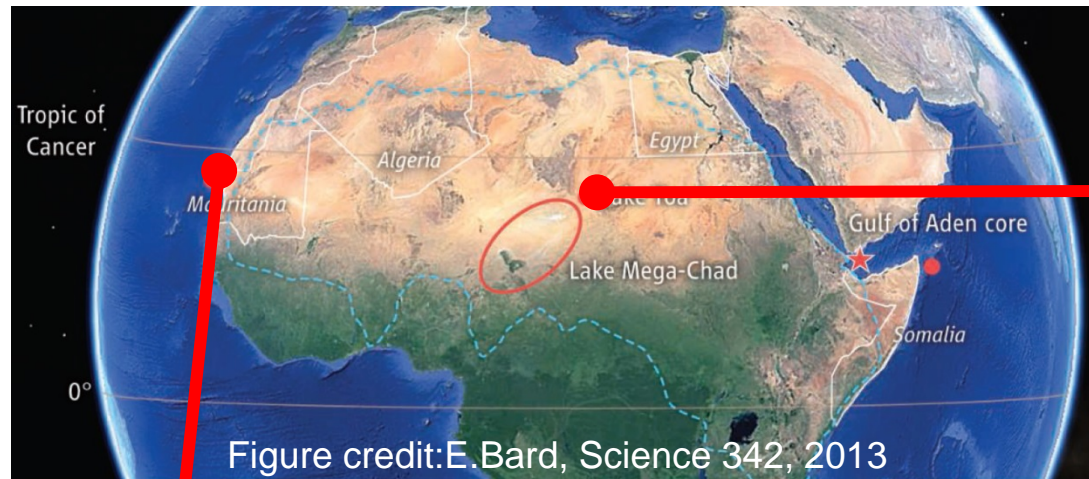 Tropic of
Cancer
Algeria
Egypt
Mauritania
Gulf of Aden core
Lake Mega-Chad
Somalia
0°
Figure credit:E.Bard, Science 342, 2013